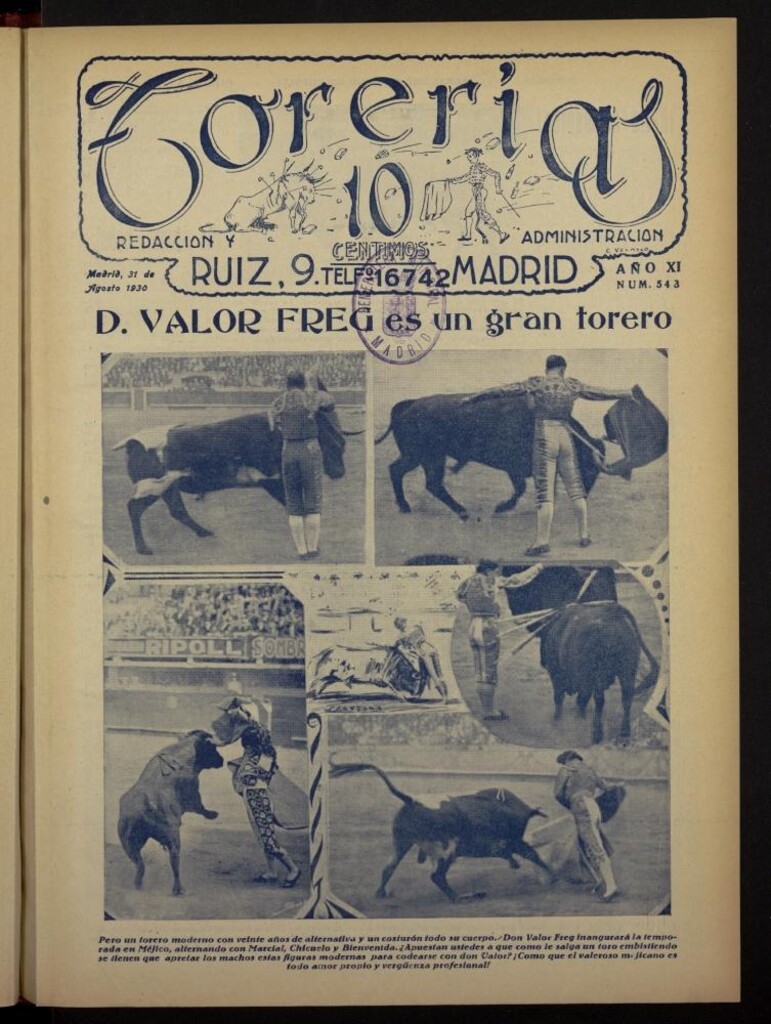 Torerias
10
CENTIMOS
REDACCION Y
ADMINISTRACION
RUIZ, 9. TELFº 16742 MADRID
Madrid, 31 de
Agosto 1930
AÑO XI
NUM. 543
MADRID
D. VALOR FREG es un gran torero
RIPOLL SOMBR
Pero un torero moderno con veinte años de alternativa y un costurón todo su cuerpo.-Don Valor Freg inaugurará la tempo-
rada en Méjico, alternando con Marcial, Chicuelo y Bienvenida. ¿Apuestan ustedes a que como le salga un toro embistiendo
se tienen que apretar los machos estas figuras modernas para codearse con don Valor? ¡Como que el valeroso mejicano es
todo amor propio y vergüenza profesional!